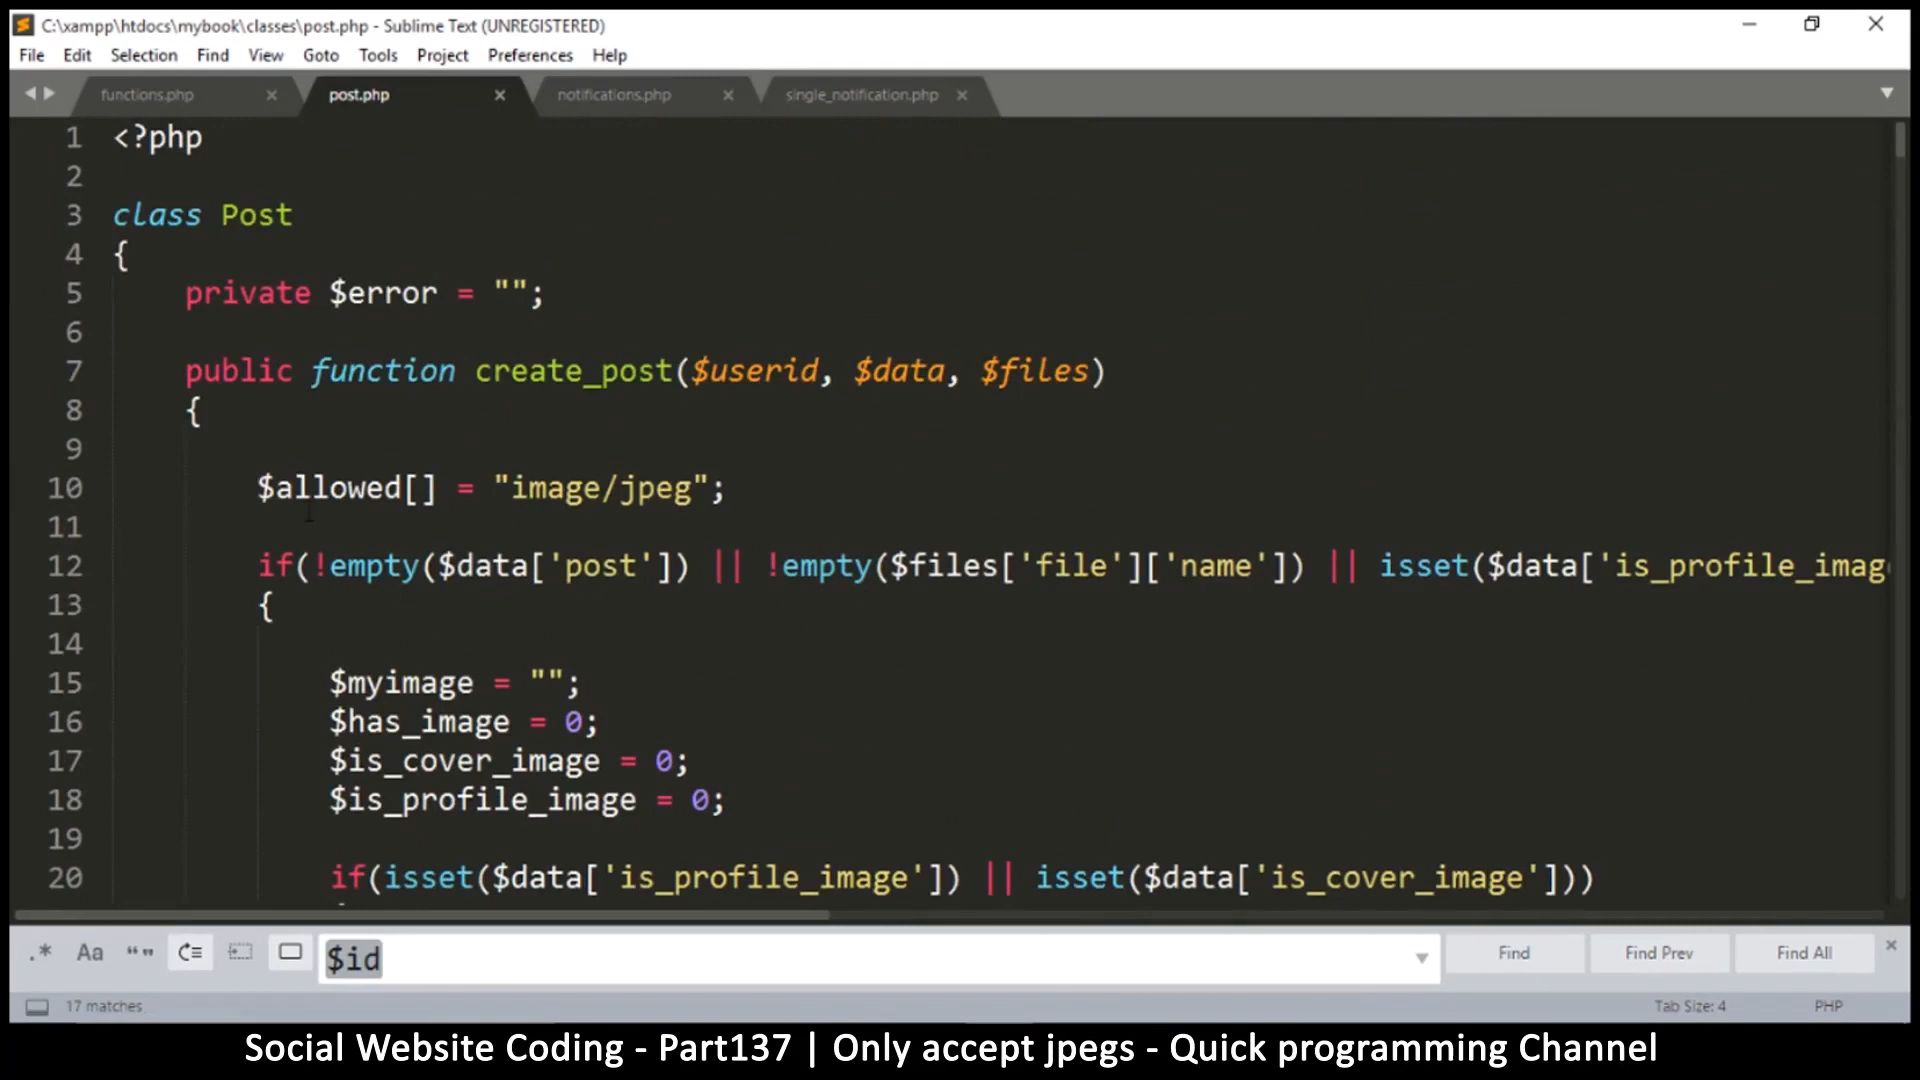 C:\xampp\htdocs\mybook\classes\post.php - Sublime Text (UNREGISTERED)
File Edit Selection Find View Goto Tools Project Preferences Help
functions.php post.php notifications.php single_notification.php
1 <?php
2
3 class Post
4 {
5 private $error = "";
6
7 public function create_post($userid, $data, $files)
8 {
9
10 $allowed[] = "image/jpeg";
11
12 if(!empty($data['post']) || !empty($files['file']['name']) || isset($data['is_profile_imag
13 {
14
15 $myimage = "";
16 $has_image = 0;
17 $is_cover_image = 0;
18 $is_profile_image = 0;
19
20 if(isset($data['is_profile_image']) || isset($data['is_cover_image']))
.* Aa “” $id Find Find Prev Find All
17 matches Tab Size: 4 PHP
Social Website Coding - Part137 | Only accept jpegs - Quick programming Channel